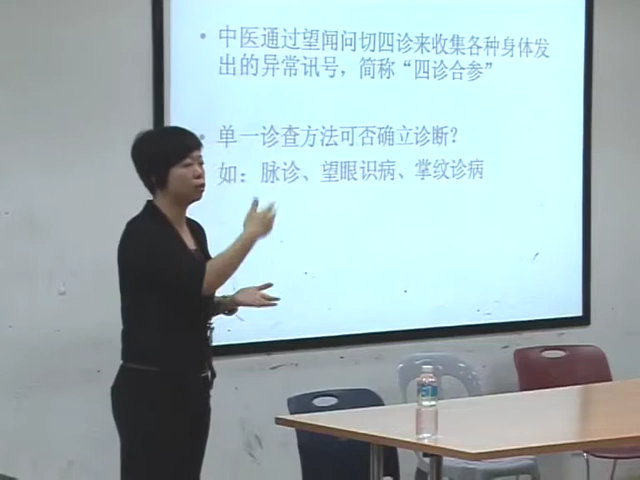 • 中医通过望闻问切四诊来收集各种身体发
出的异常讯号，简称“四诊合参”
• 单一诊查方法可否确立诊断？
如：脉诊、望眼识病、掌纹诊病